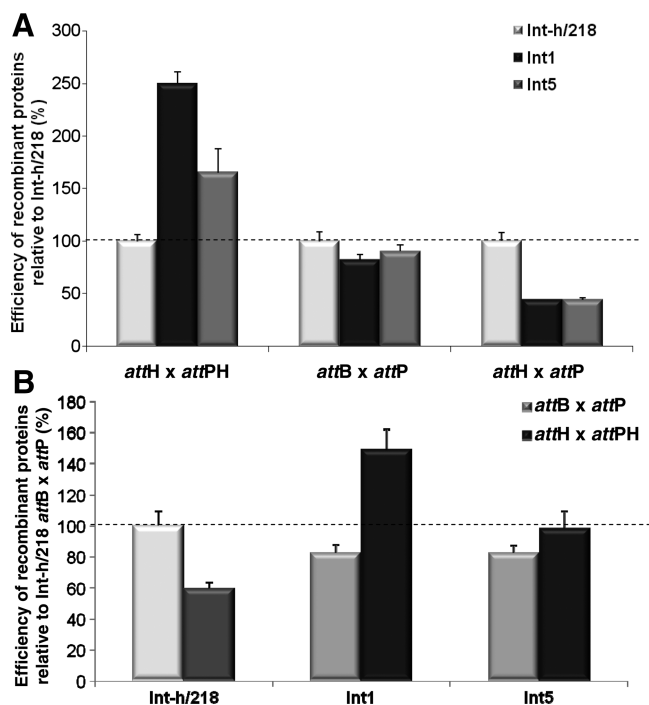 A
Efficiency of recombinant proteins
relative to Int-h/218 (%)
300
250
200
150
100
50
0
Int-h/218
Int1
Int5
attH x attPH
attB x attP
attH x attP
B
Efficiency of recombinant proteins
relative to Int-h/218 attB x attP (%)
180
160
140
120
100
80
60
40
20
0
attB x attP
attH x attPH
Int-h/218
Int1
Int5